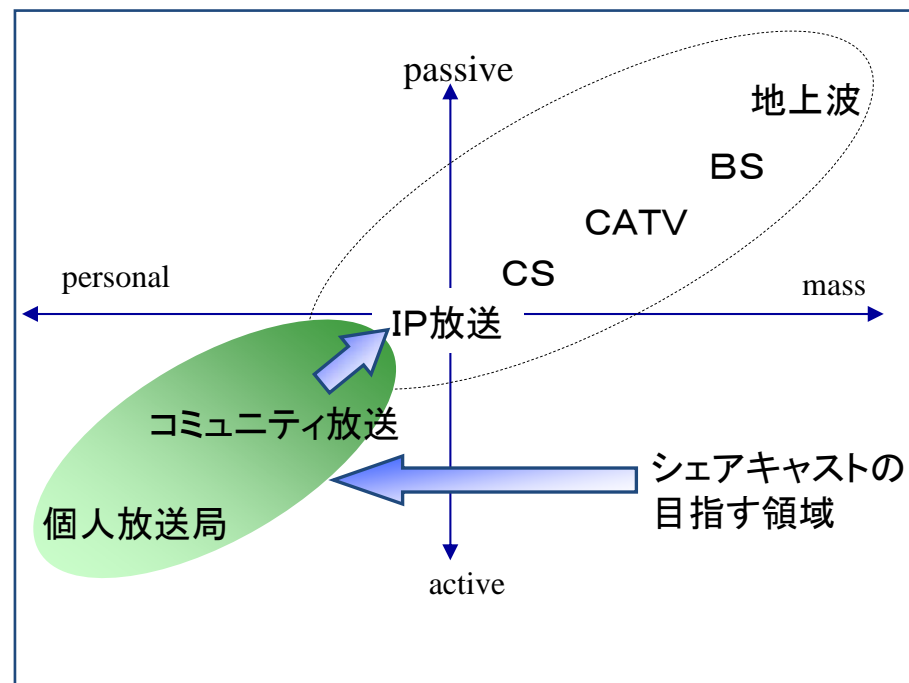 passive
地上波
ＢＳ
ＣＡＴＶ
ＣＳ
personal
mass
IP放送
コミュニティ放送
シェアキャストの
目指す領域
個人放送局
active